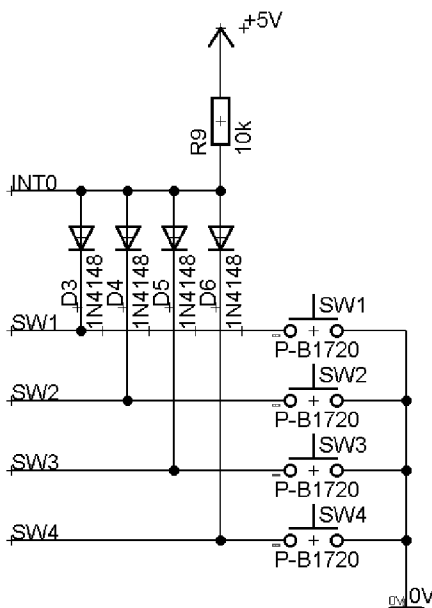 +5V
R9
10k
INT0
D3
1N4148
D4
1N4148
D5
1N4148
D6
1N4148
SW1
SW1
P-B1720
SW2
SW2
P-B1720
SW3
SW3
P-B1720
SW4
SW4
P-B1720
0V
0V